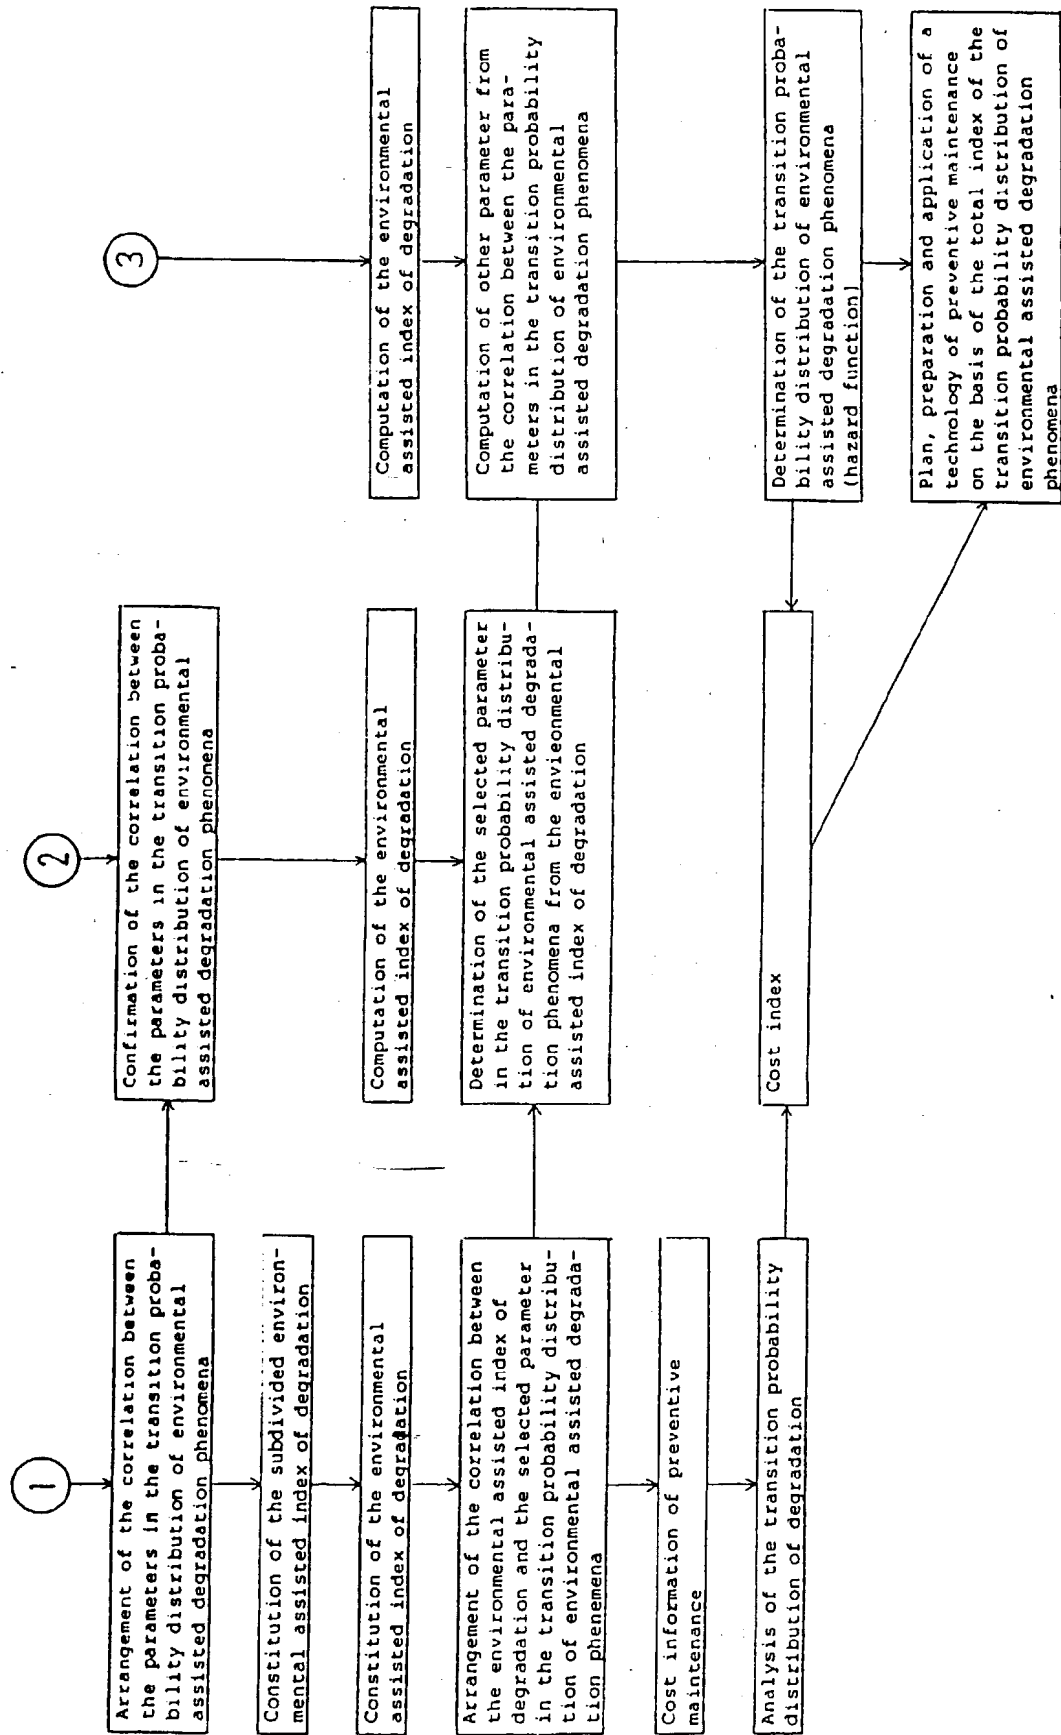 1
Arrangement of the correlation between
the parameters in the transition proba-
bility distribution of environmental
assisted degradation phenomena
Constitution of the subdivided environ-
mental assisted index of degradation
Constitution of the environmental
assisted index of degradation
Arrangement of the correlation between
the environmental assisted index of
degradation and the selected parameter
in the transition probability distribu-
tion of environmental assisted degrada-
tion phenemena
Cost information of preventive
maintenance
Analysis of the transition probability
distribution of degradation
2
Confirmation of the correlation between
the parameters in the transition proba-
bility distribution of environmental
assisted degradation phenonena
Computation of the environmental
assisted index of degradation
Determination of the selected parameter
in the transition probability distribu-
tion of environmental assisted degrada-
tion phenomena from the envieonmental
assisted index of degradation
Cost index
3
Computation of the environmental
assisted index of degradation
Computation of other parameter from
the correlation between the para-
meters in the transition probability
distribution of environmental
assisted degradation phenomena
Determination of the transition proba-
bility distribution of environmental
assisted degradation phenomena
(hazard function)
Plan, preparation and application of a
technology of preventive maintenance
on the basis of the total index of the
transition probability distribution of
environmental assisted degradation
phenomena